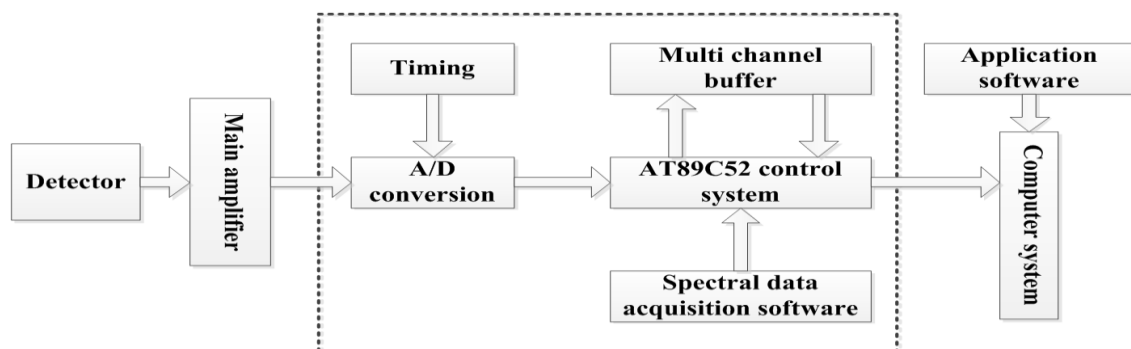 Detector
Main amplifier
Timing
A/D
conversion
Multi channel
buffer
AT89C52 control
system
Spectral data
acquisition software
Application
software
Computer system